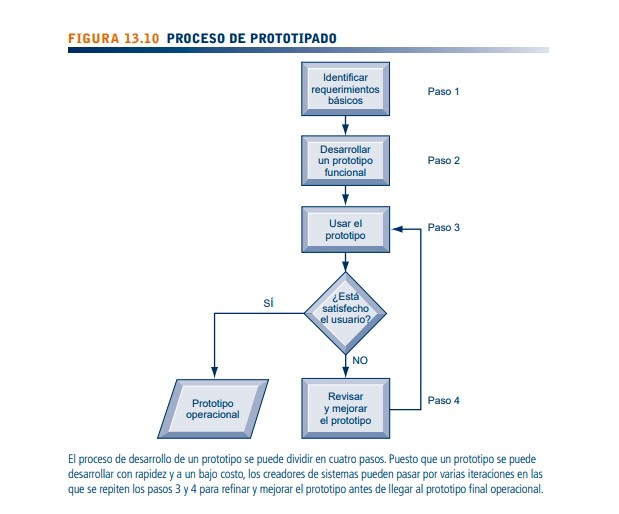 FIGURA 13.10 PROCESO DE PROTOTIPADO
Identificar
requerimientos
básicos
Paso 1
Desarrollar
un prototipo
funcional
Paso 2
Usar el
prototipo
Paso 3
¿Está
satisfecho
el usuario?
SÍ
NO
Prototipo
operacional
Revisar
y mejorar
el prototipo
Paso 4
El proceso de desarrollo de un prototipo se puede dividir en cuatro pasos. Puesto que un prototipo se puede
desarrollar con rapidez y a un bajo costo, los creadores de sistemas pueden pasar por varias iteraciones en las
que se repiten los pasos 3 y 4 para refinar y mejorar el prototipo antes de llegar al prototipo final operacional.